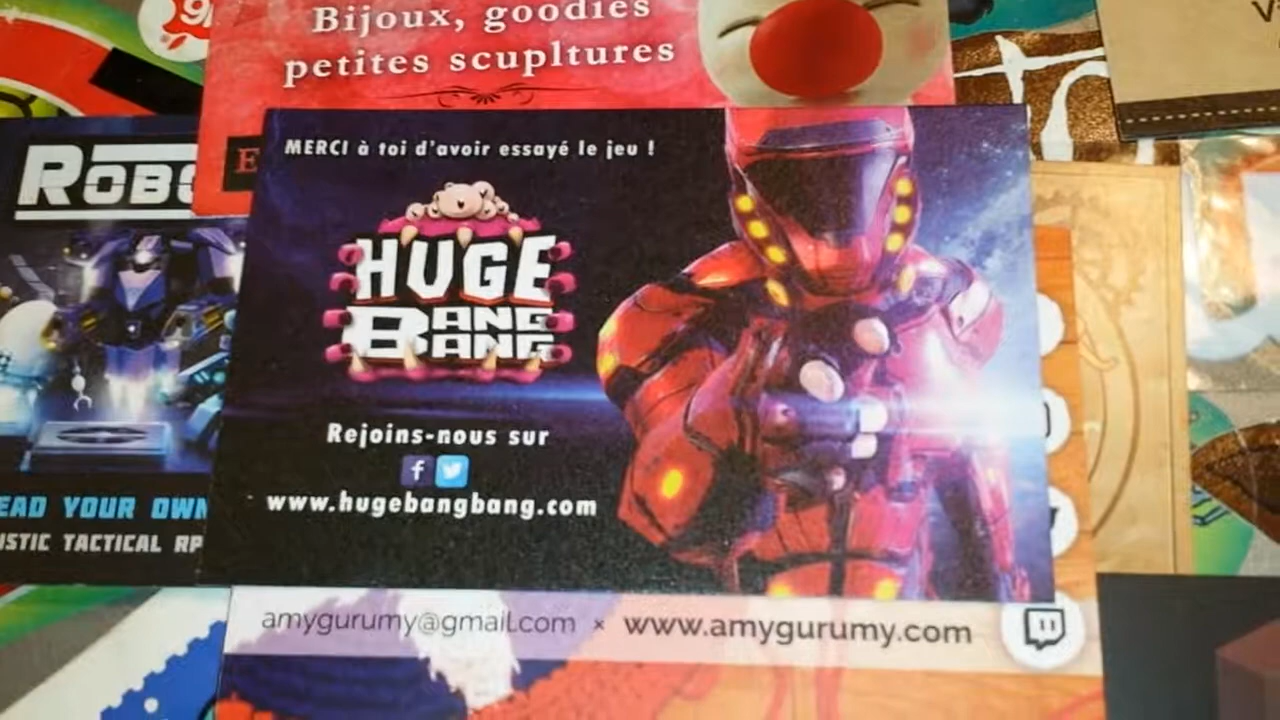 Bijoux, goodies
petites scupltures
MERCI à toi d'avoir essayé le jeu !
HUGE
BANG
BANG
Rejoins-nous sur
www.hugebangbang.com
amygurumy@gmail.com × www.amygurumy.com
ROBO
EAD YOUR OWN
ISTIC TACTICAL RP